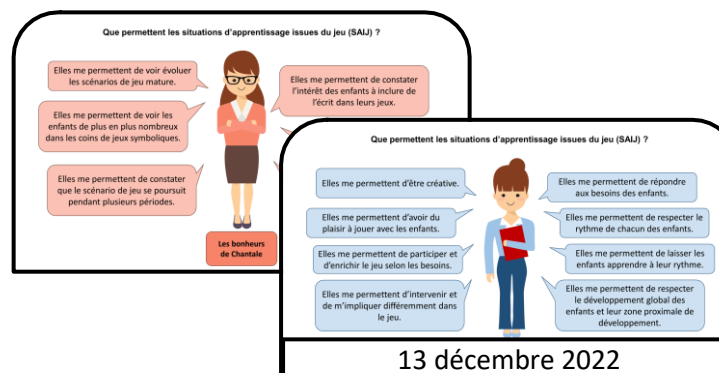 Que permettent les situations d'apprentissage issues du jeu (SAIJ) ?
Elles me permettent de voir évoluer
les scénarios de jeu mature.
Elles me permettent de voir les
enfants de plus en plus nombreux
dans les coins de jeux symboliques.
Elles me permettent de constater
que le scénario de jeu se poursuit
pendant plusieurs périodes.
Elles me permettent de constater
l'intérêt des enfants à inclure de
l'écrit dans leurs jeux.
Les bonheurs
de Chantale
Que permettent les situations d'apprentissage issues du jeu (SAIJ) ?
Elles me permettent d'être créative.
Elles me permettent d'avoir du
plaisir à jouer avec les enfants.
Elles me permettent de participer et
d'enrichir le jeu selon les besoins.
Elles me permettent d'intervenir et
de m'impliquer différemment dans
le jeu.
Elles me permettent de répondre
aux besoins des enfants.
Elles me permettent de respecter le
rythme de chacun des enfants.
Elles me permettent de laisser les
enfants apprendre à leur rythme.
Elles me permettent de respecter
le développement global des
enfants et leur zone proximale de
développement.
13 décembre 2022